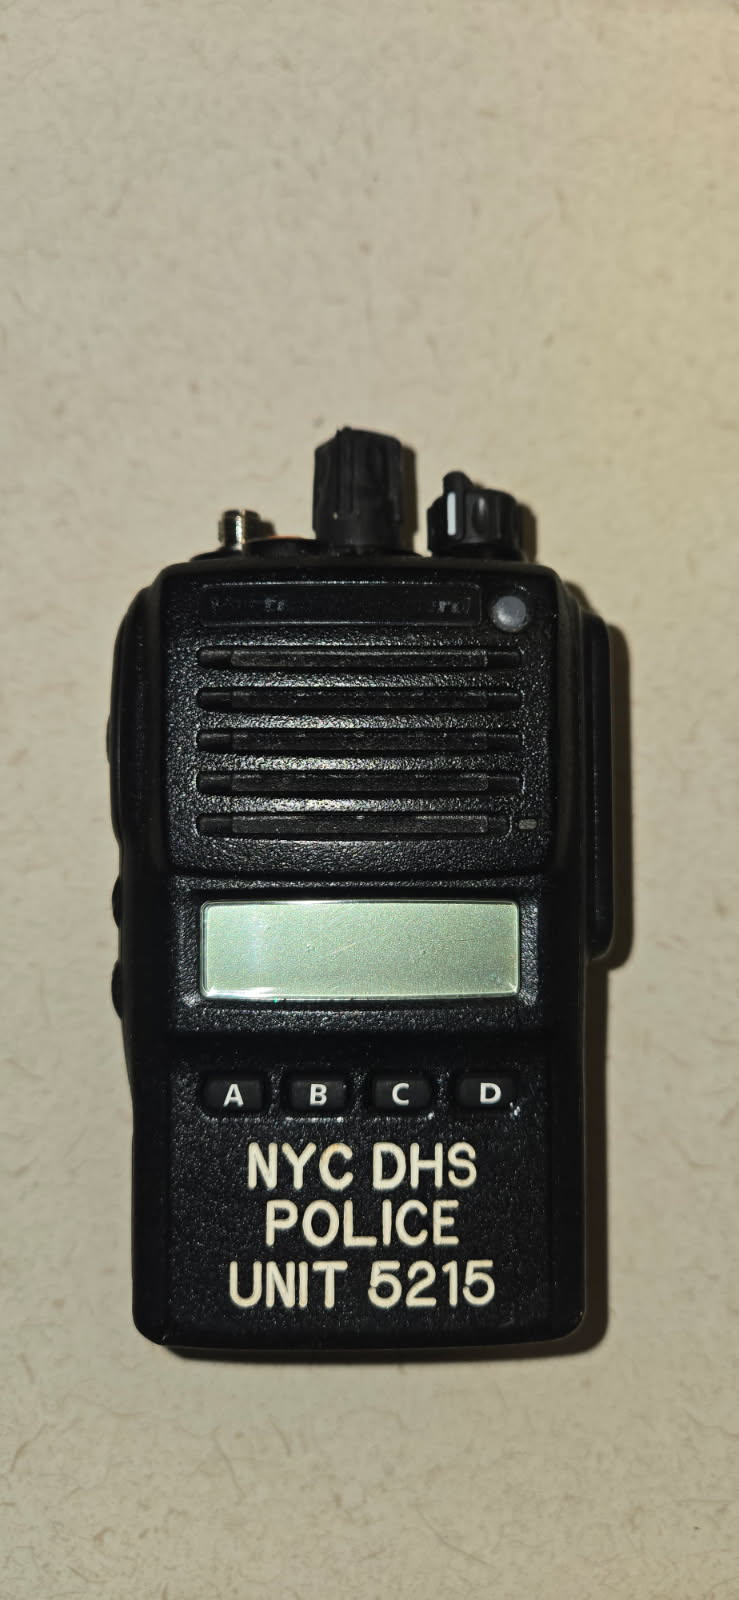 A B C D
NYC DHS
POLICE
UNIT 5215